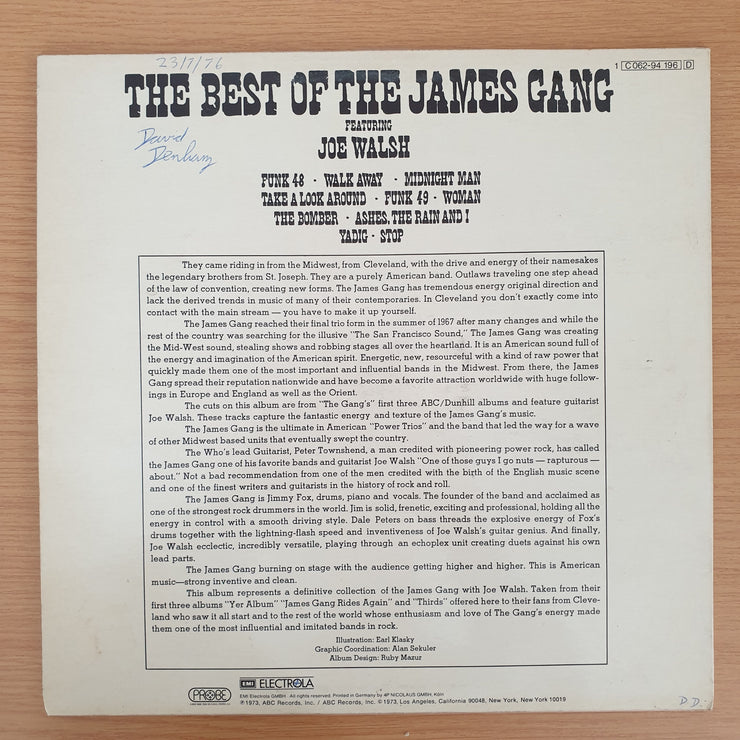 23/7/76
1 C 062-94 196 D
THE BEST OF THE JAMES GANG
FEATURING
JOE WALSH
David
Denham
FUNK 48 · WALK AWAY · MIDNIGHT MAN
TAKE A LOOK AROUND · FUNK 49 · WOMAN
THE BOMBER · ASHES, THE RAIN AND I
YADIG · STOP
They came riding in from the Midwest, from Cleveland, with the drive and energy of their namesakes
the legendary brothers from St. Joseph. They are a purely American band. Outlaws traveling one step ahead
of the law of convention, creating new forms. The James Gang has tremendous energy original direction and
lack the derived trends in music of many of their contemporaries. In Cleveland you don't exactly come into
contact with the main stream — you have to make it up yourself.
The James Gang reached their final trio form in the summer of 1967 after many changes and while the
rest of the country was searching for the illusive "The San Francisco Sound," The James Gang was creating
the Mid-West sound, stealing shows and robbing stages all over the heartland. It is an American sound full of
the energy and imagination of the American spirit. Energetic, new, resourceful with a kind of raw power that
quickly made them one of the most important and influential bands in the Midwest. From there, the James
Gang spread their reputation nationwide and have become a favorite attraction worldwide with huge follow-
ings in Europe and England as well as the Orient.
The cuts on this album are from "The Gang's" first three ABC/Dunhill albums and feature guitarist
Joe Walsh. These tracks capture the fantastic energy and texture of the James Gang's music.
The James Gang is the ultimate in American "Power Trios" and the band that led the way for a wave
of other Midwest based units that eventually swept the country.
The Who's lead Guitarist, Peter Townshend, a man credited with pioneering power rock, has called
the James Gang one of his favorite bands and guitarist Joe Walsh "One of those guys I go nuts — rapturous —
about." Not a bad recommendation from one of the men credited with the birth of the English music scene
and one of the finest writers and guitarists in the history of rock and roll.
The James Gang is Jimmy Fox, drums, piano and vocals. The founder of the band and acclaimed as
one of the strongest rock drummers in the world. Jim is solid, frenetic, exciting and professional, holding all the
energy in control with a smooth driving style. Dale Peters on bass threads the explosive energy of Fox's
drums together with the lightning-flash speed and inventiveness of Joe Walsh's guitar genius. And finally,
Joe Walsh ecclectic, incredibly versatile, playing through an echoplex unit creating duets against his own
lead parts.
The James Gang burning on stage with the audience getting higher and higher. This is American
music—strong inventive and clean.
This album represents a definitive collection of the James Gang with Joe Walsh. Taken from their
first three albums "Yer Album" "James Gang Rides Again" and "Thirds" offered here to their fans from Cleve-
land who saw it all start and to the rest of the world whose enthusiasm and love of The Gang's energy made
them one of the most influential and imitated bands in rock.
Illustration: Earl Klasky
Graphic Coordination: Alan Sekuler
Album Design: Ruby Mazur
PROBE
EMI ELECTROLA
EMI Electrola GMBH · All rights reserved. Printed in Germany by 4P NICOLAUS GMBH, Köln
℗ 1973, ABC Records, Inc. / ABC Records, Inc. © 1973, Los Angeles, California 90048, New York, New York 10019
D D.